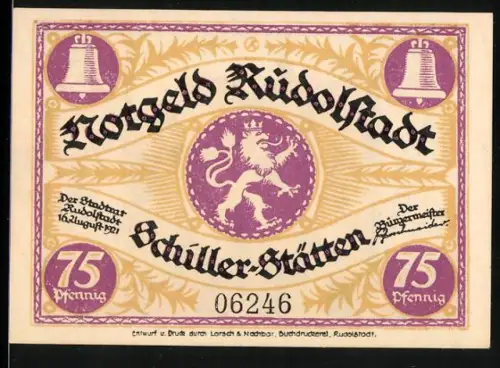 Notgeld Rudolstadt
Der Stadtrat
Rudolstadt
16. August 1921
Der
Bürgermeister
Schiller-Stätten
75
Pfennig
75
Pfennig
06246
Entwurf u. Druck durch Lorsch & Nachbar, Buchdruckerei, Rudolstadt.